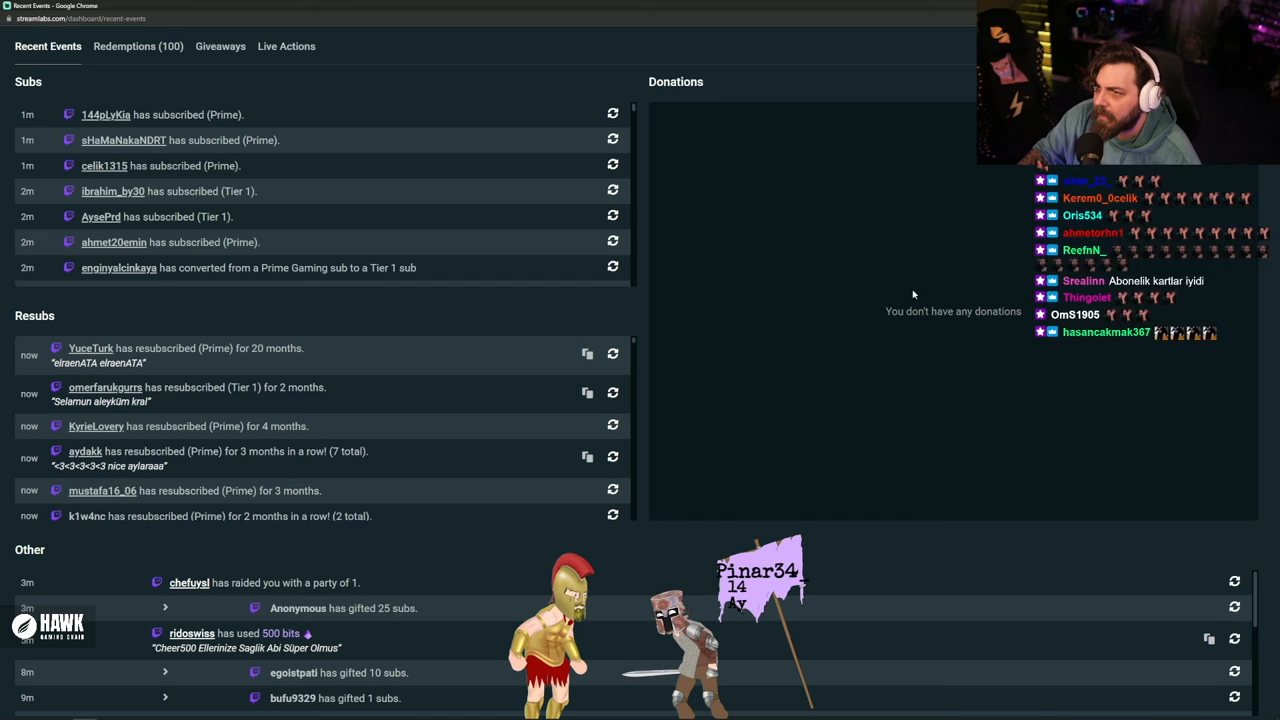 Recent Events - Google Chrome
streamlabs.com/dashboard/recent-events
Recent Events Redemptions (100) Giveaways Live Actions
Subs
1m 144pLyKia has subscribed (Prime).
1m sHaMaNakaNDRT has subscribed (Prime).
1m celik1315 has subscribed (Prime).
2m ibrahim_by30 has subscribed (Tier 1).
2m AysePrd has subscribed (Tier 1).
2m ahmet20emin has subscribed (Prime).
2m enginyalcinkaya has converted from a Prime Gaming sub to a Tier 1 sub
Resubs
now YuceTurk has resubscribed (Prime) for 20 months.
"elraenATA elraenATA"
now omerfarukgurrs has resubscribed (Tier 1) for 2 months.
"Selamun aleyküm kral"
now KyrieLovery has resubscribed (Prime) for 4 months.
now aydakk has resubscribed (Prime) for 3 months in a row! (7 total).
"<3<3<3<3<3 nice aylaraaa"
now mustafa16_06 has resubscribed (Prime) for 3 months.
now k1w4nc has resubscribed (Prime) for 2 months in a row! (2 total).
Donations
You don't have any donations
Kerem0_0celik
Oris534
ahmetorhn1
ReefnN_
Srealinn Abonelik kartlar iyidi
Thingolet
OmS1905
hasancakmak367
Other
3m chefuysl has raided you with a party of 1.
3m Anonymous has gifted 25 subs.
ridoswiss has used 500 bits
"Cheer500 Ellerinize Saglik Abi Süper Olmus"
8m egoistpati has gifted 10 subs.
9m bufu9329 has gifted 1 subs.
HAWK
GAMING CHAIR
Pinar34_
14
Ay